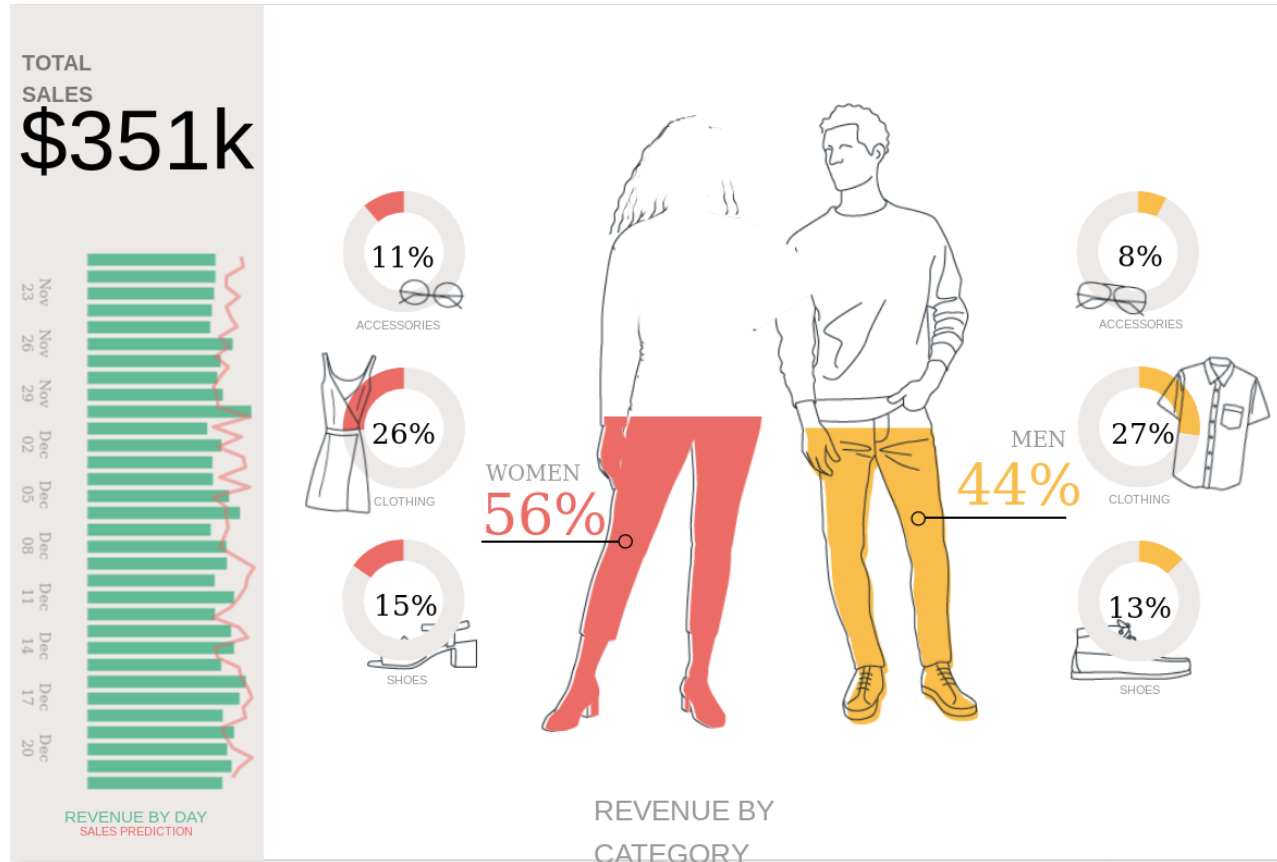 TOTAL
SALES
$351k
Nov
23
Nov
26
Nov
29
Dec
02
Dec
05
Dec
08
Dec
11
Dec
14
Dec
17
Dec
20
REVENUE BY DAY
SALES PREDICTION
11%
ACCESSORIES
26%
CLOTHING
15%
SHOES
WOMEN
56%
MEN
44%
8%
ACCESSORIES
27%
CLOTHING
13%
SHOES
REVENUE BY
CATEGORY